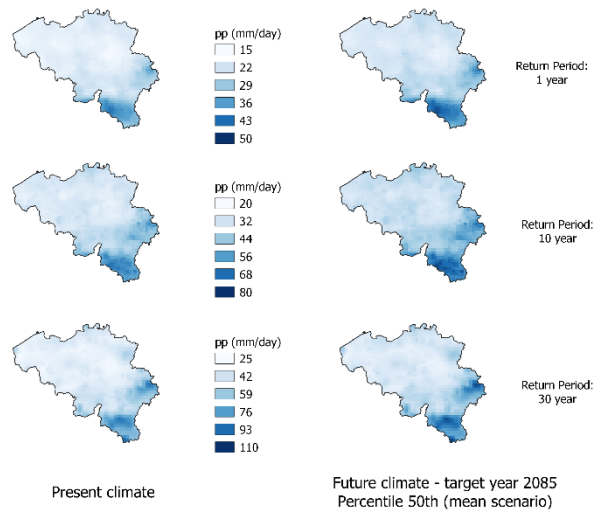 pp (mm/day)
15
22
29
36
43
50
Return Period:
1 year
pp (mm/day)
20
32
44
56
68
80
Return Period:
10 year
pp (mm/day)
25
42
59
76
93
110
Return Period:
30 year
Present climate
Future climate - target year 2085
Percentile 50th (mean scenario)